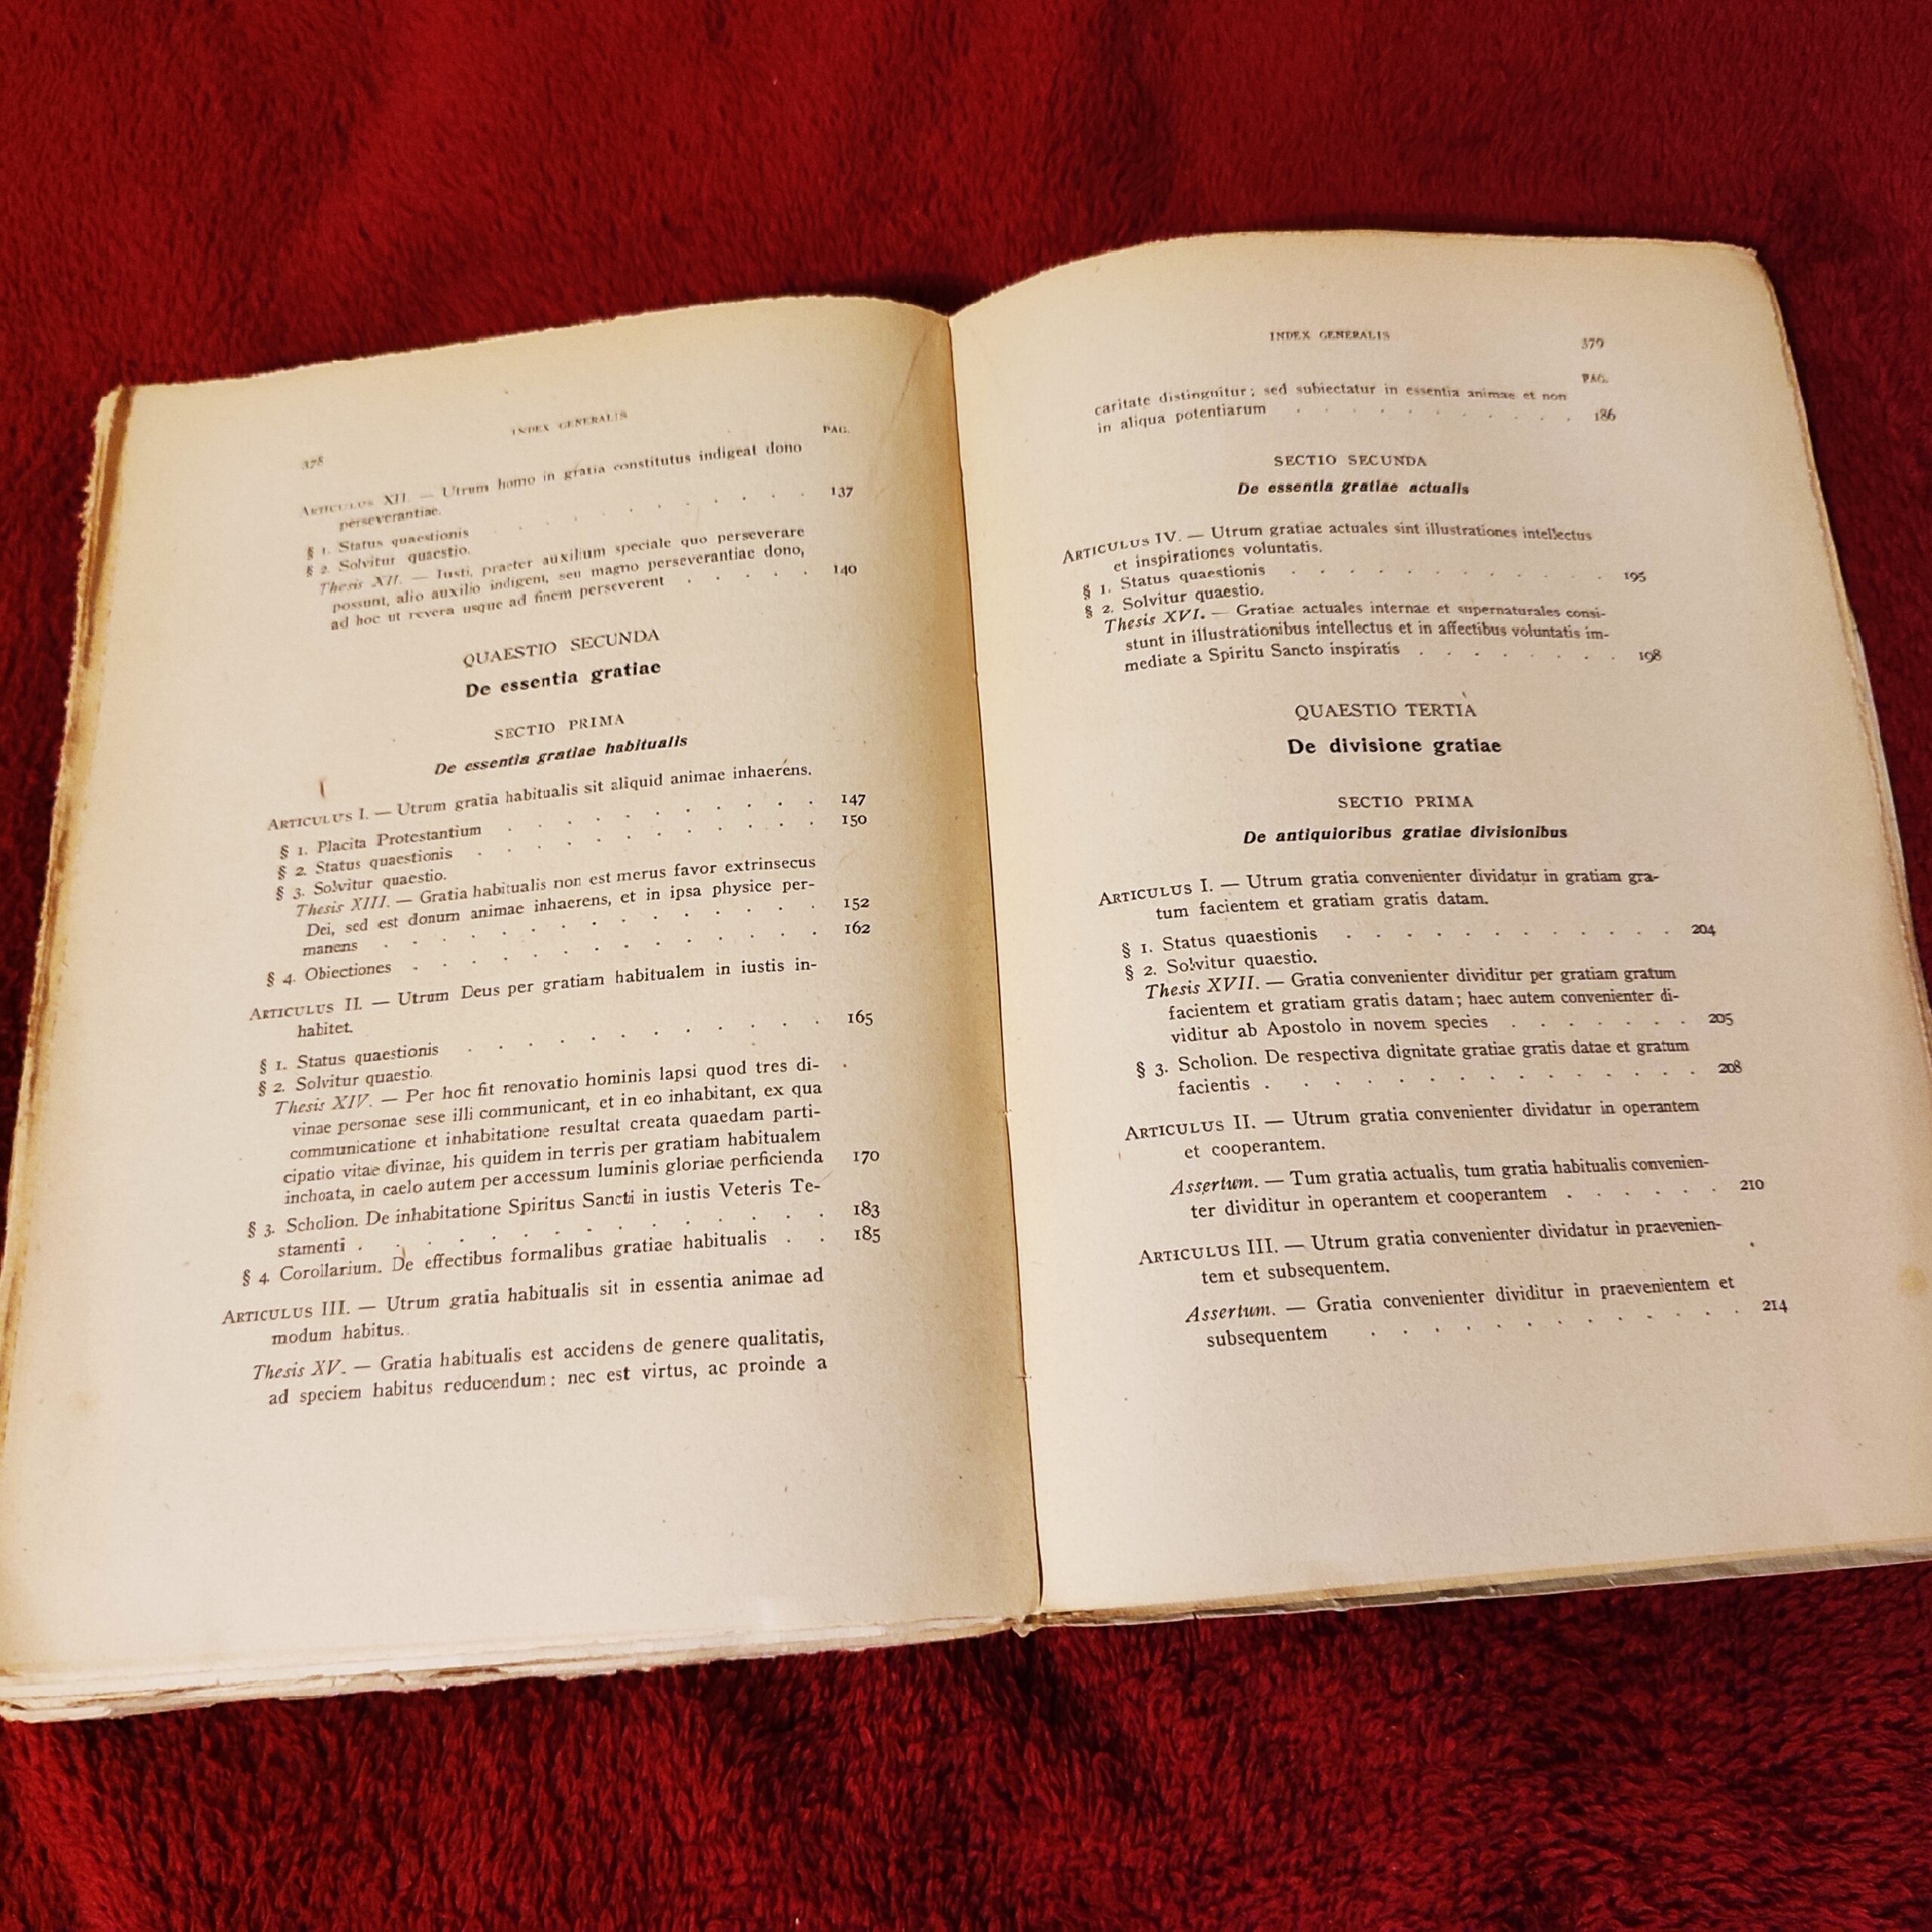 378
INDEX GENERALIS
PAG.
ARTICULUS XII. — Utrum homo in gratia constitutus indigeat dono
perseverantiae.
§ 1. Status quaestionis . . . . . . . . 137
§ 2. Solvitur quaestio.
Thesis XII. — Iusti, praeter auxilium speciale quo perseverare
possunt, alio auxilio indigent, seu magno perseverantiae dono,
ad hoc ut revera usque ad finem perseverent . . . . . 140
QUAESTIO SECUNDA
De essentia gratiae
SECTIO PRIMA
De essentia gratiae habitualis
ARTICULUS I. — Utrum gratia habitualis sit aliquid animae inhaerens.
§ 1. Placita Protestantium . . . . . . . . . 147
§ 2. Status quaestionis . . . . . . . . . 150
§ 3. Solvitur quaestio.
Thesis XIII. — Gratia habitualis non est merus favor extrinsecus
Dei, sed est donum animae inhaerens, et in ipsa physice per-
manens . . . . . . . . . . . 152
§ 4. Obiectiones . . . . . . . . . . . 162
ARTICULUS II. — Utrum Deus per gratiam habitualem in iustis in-
habitet.
§ 1. Status quaestionis . . . . . . . . . 165
§ 2. Solvitur quaestio.
Thesis XIV. — Per hoc fit renovatio hominis lapsi quod tres di-
vinae personae sese illi communicant, et in eo inhabitant, ex qua
communicatione et inhabitatione resultat creata quaedam parti-
cipatio vitae divinae, his quidem in terris per gratiam habitualem
inchoata, in caelo autem per accessum luminis gloriae perficienda 170
§ 3. Scholion. De inhabitatione Spiritus Sancti in iustis Veteris Te-
stamenti . . . . . . . . . . . . 183
§ 4 Corollarium. De effectibus formalibus gratiae habitualis . . 185
ARTICULUS III. — Utrum gratia habitualis sit in essentia animae ad
modum habitus.
Thesis XV. — Gratia habitualis est accidens de genere qualitatis,
ad speciem habitus reducendum: nec est virtus, ac proinde a
INDEX GENERALIS
379
PAG.
caritate distinguitur; sed subiectatur in essentia animae et non
in aliqua potentiarum . . . . . . . . . . 186
SECTIO SECUNDA
De essentia gratiae actualis
ARTICULUS IV. — Utrum gratiae actuales sint illustrationes intellectus
et inspirationes voluntatis.
§ 1. Status quaestionis . . . . . . . . . . . 195
§ 2. Solvitur quaestio.
Thesis XVI. — Gratiae actuales internae et supernaturales consi-
stunt in illustrationibus intellectus et in affectibus voluntatis im-
mediate a Spiritu Sancto inspiratis . . . . . . . . 198
QUAESTIO TERTIA
De divisione gratiae
SECTIO PRIMA
De antiquioribus gratiae divisionibus
ARTICULUS I. — Utrum gratia convenienter dividatur in gratiam gra-
tum facientem et gratiam gratis datam.
§ 1. Status quaestionis . . . . . . . . . . . 204
§ 2. Solvitur quaestio.
Thesis XVII. — Gratia convenienter dividitur per gratiam gratum
facientem et gratiam gratis datam; haec autem convenienter di-
viditur ab Apostolo in novem species . . . . . . . 205
§ 3. Scholion. De respectiva dignitate gratiae gratis datae et gratum
facientis . . . . . . . . . . . . . . . 208
ARTICULUS II. — Utrum gratia convenienter dividatur in operantem
et cooperantem.
Assertum. — Tum gratia actualis, tum gratia habitualis convenien-
ter dividitur in operantem et cooperantem . . . . . . 210
ARTICULUS III. — Utrum gratia convenienter dividatur in praevenien-
tem et subsequentem.
Assertum. — Gratia convenienter dividitur in praevenientem et
subsequentem . . . . . . . . . . . . 214